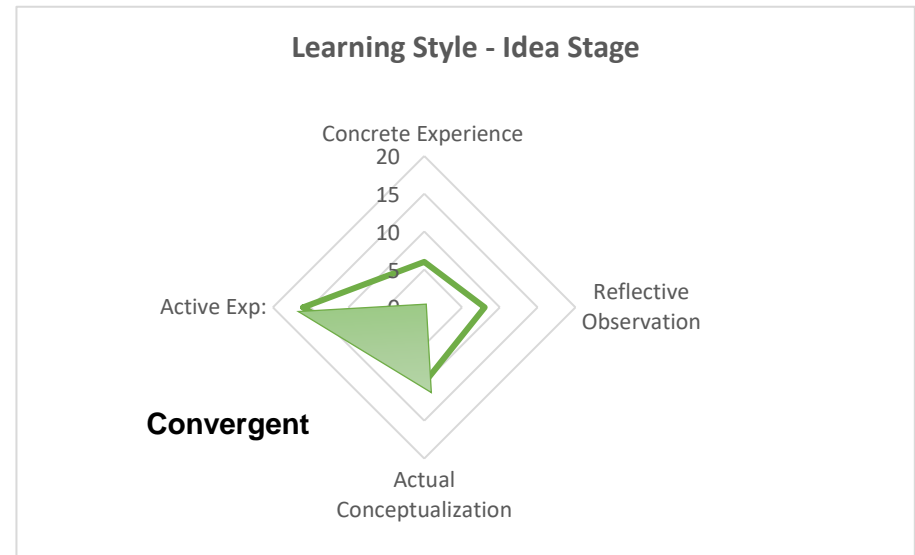 Learning Style - Idea Stage
Concrete Experience
20
15
10
5
0
Active Exp:
Reflective
Observation
Convergent
Actual
Conceptualization